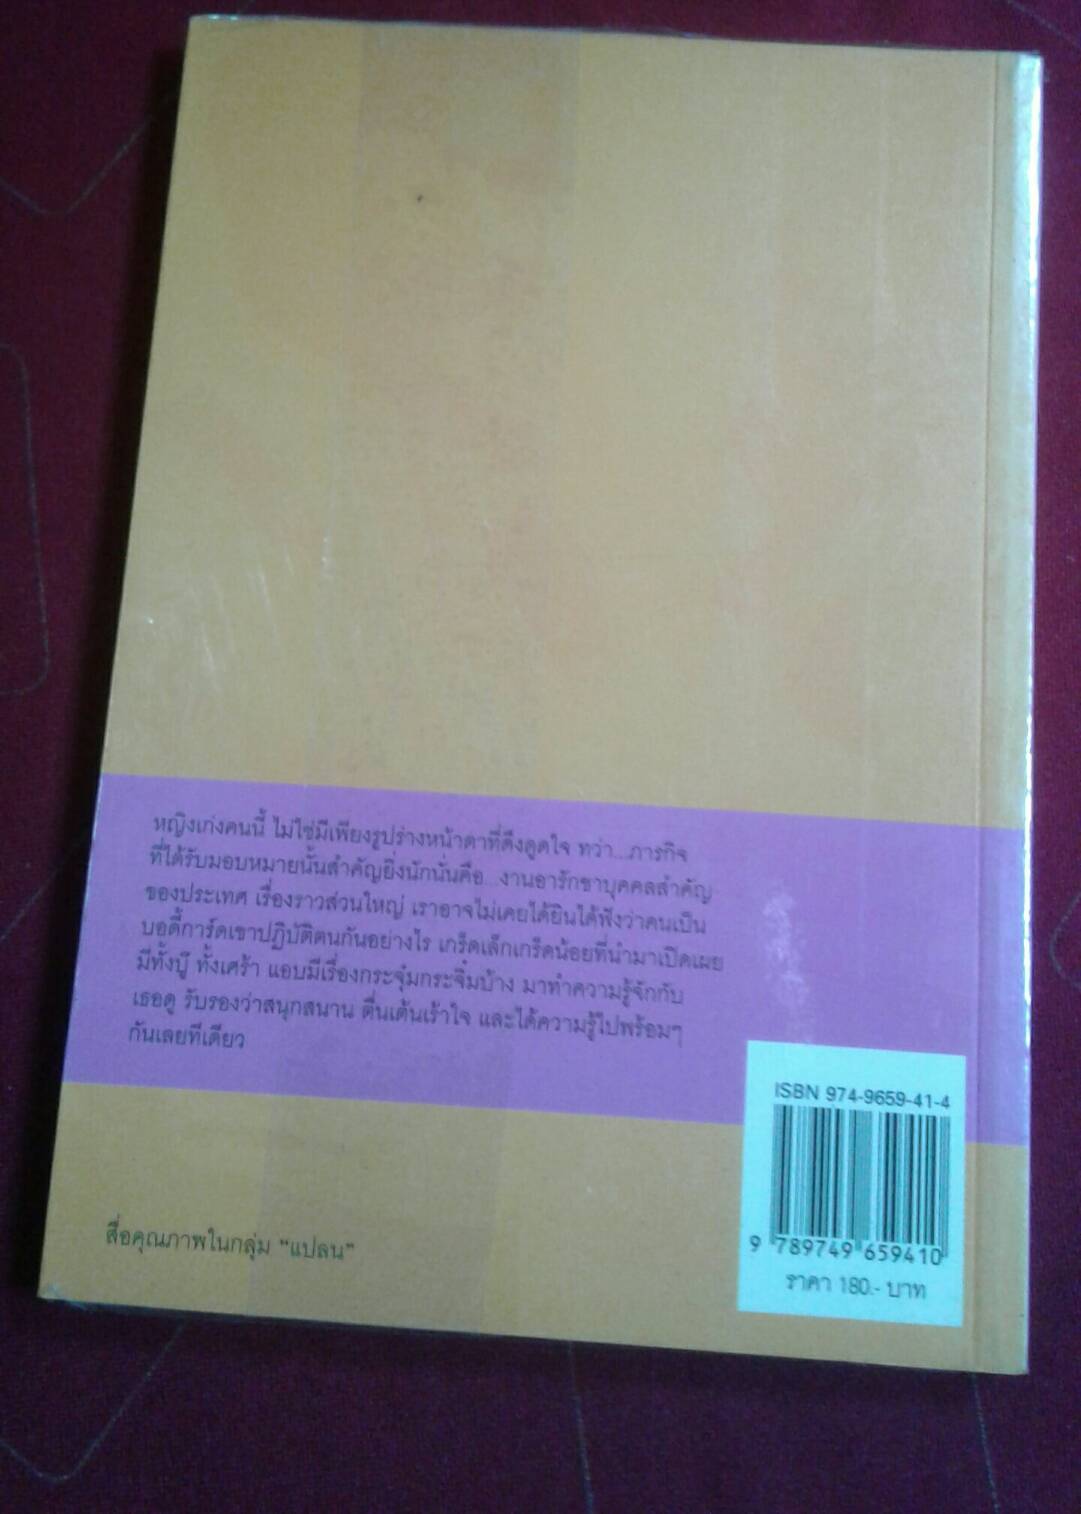 หญิงเก่งคนนี้ ไม่ใช่มีเพียงรูปร่างหน้าตาที่ดึงดูดใจ ทว่า...ภารกิจ
ที่ได้รับมอบหมายนั้นสำคัญยิ่งนักนั่นคือ...งานอารักขาบุคคลสำคัญ
ของประเทศ เรื่องราวส่วนใหญ่ เราอาจไม่เคยได้ยินได้ฟังว่าคนเป็น
บอดี้การ์ดเขาปฏิบัติตนกันอย่างไร เกร็ดเล็กเกร็ดน้อยที่นำมาเปิดเผย
มีทั้งบู๊ ทั้งเศร้า แอบมีเรื่องกระจุ๋มกระจิ๋มบ้าง มาทำความรู้จักกับ
เธอดู รับรองว่าสนุกสนาน ตื่นเต้นเร้าใจ และได้ความรู้ไปพร้อมๆ
กันเลยทีเดียว
ISBN 974-9659-41-4
9 789749 659410
ราคา 180.- บาท
สื่อคุณภาพในกลุ่ม "แปลน"